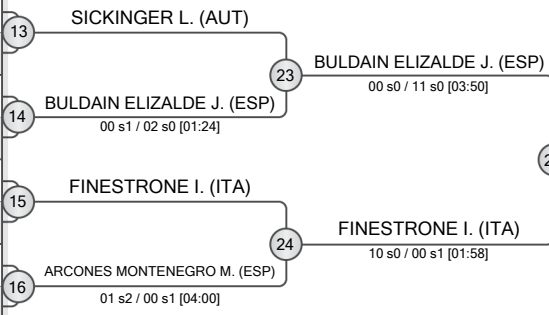 SICKINGER L. (AUT)
13
BULDAIN ELIZALDE J. (ESP)
23
00 s0 / 11 s0 [03:50]
BULDAIN ELIZALDE J. (ESP)
14
00 s1 / 02 s0 [01:24]
FINESTRONE I. (ITA)
15
FINESTRONE I. (ITA)
24
10 s0 / 00 s1 [01:58]
ARCONES MONTENEGRO M. (ESP)
16
01 s2 / 00 s1 [04:00]